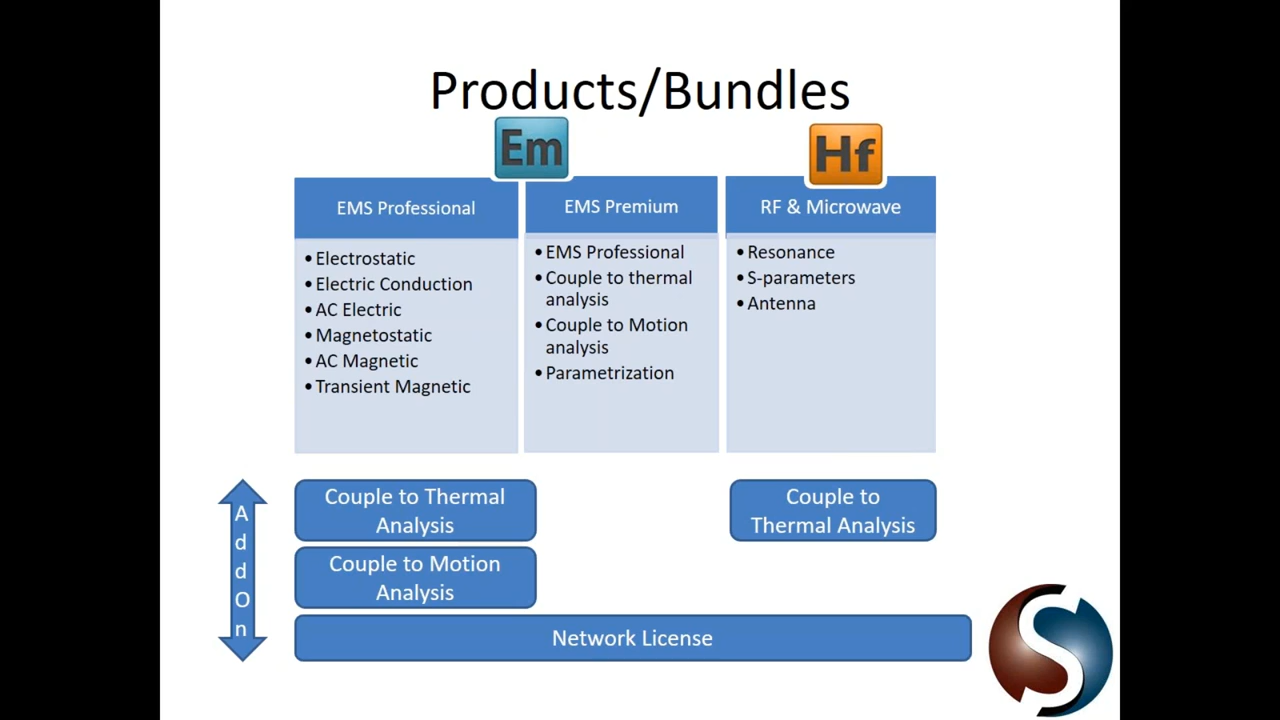 Products/Bundles
Em
Hf
EMS Professional
• Electrostatic
• Electric Conduction
• AC Electric
• Magnetostatic
• AC Magnetic
• Transient Magnetic
EMS Premium
• EMS Professional
• Couple to thermal
analysis
• Couple to Motion
analysis
• Parametrization
RF & Microwave
• Resonance
• S-parameters
• Antenna
AddOn
Couple to Thermal
Analysis
Couple to Motion
Analysis
Couple to
Thermal Analysis
Network License
S